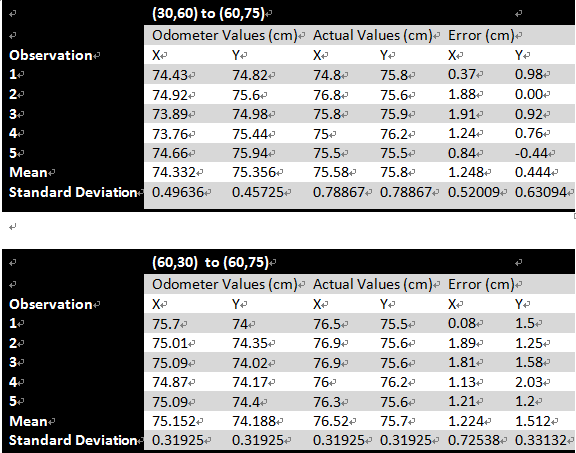 (30,60) to (60,75)
Odometer Values (cm) Actual Values (cm) Error (cm)
Observation X Y X Y X Y
1 74.43 74.82 74.8 75.8 0.37 0.98
2 74.92 75.6 76.8 75.6 1.88 0.00
3 73.89 74.98 75.8 75.9 1.91 0.92
4 73.76 75.44 75 76.2 1.24 0.76
5 74.66 75.94 75.5 75.5 0.84 -0.44
Mean 74.332 75.356 75.58 75.8 1.248 0.444
Standard Deviation 0.49636 0.45725 0.78867 0.78867 0.52009 0.63094
(60,30) to (60,75)
Odometer Values (cm) Actual Values (cm) Error (cm)
Observation X Y X Y X Y
1 75.7 74 76.5 75.5 0.08 1.5
2 75.01 74.35 76.9 75.6 1.89 1.25
3 75.09 74.02 76.9 75.6 1.81 1.58
4 74.87 74.17 76 76.2 1.13 2.03
5 75.09 74.4 76.3 75.6 1.21 1.2
Mean 75.152 74.188 76.52 75.7 1.224 1.512
Standard Deviation 0.31925 0.31925 0.31925 0.31925 0.72538 0.33132